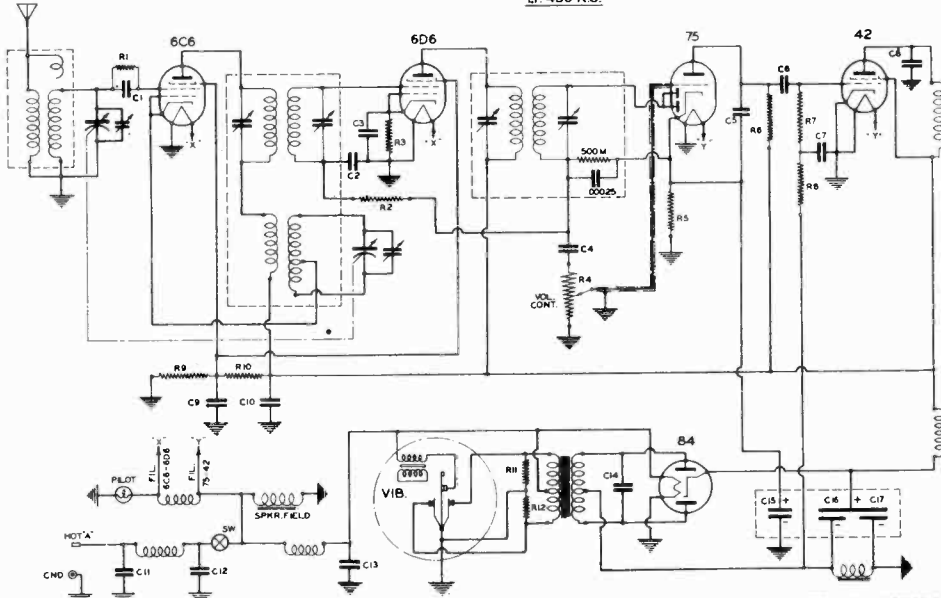 I.F. 456 K.C.
6C6
6D6
75
42
R1
C1
C8
C6
C3
R3
C5
R6
R7
C7
"X"
"X"
"Y"
"Y"
C2
500 M
.00025
R8
R2
R5
C4
R4
VOL. CONT.
R9
R10
C9
C10
"X"
"Y"
84
FIL.
6C6-6D6
FIL.
75-42
PILOT
VIB.
R11
R12
C14
SPKR. FIELD
C15 +
C16
+
C17
HOT "A"
SW
C11
C12
C13
GND